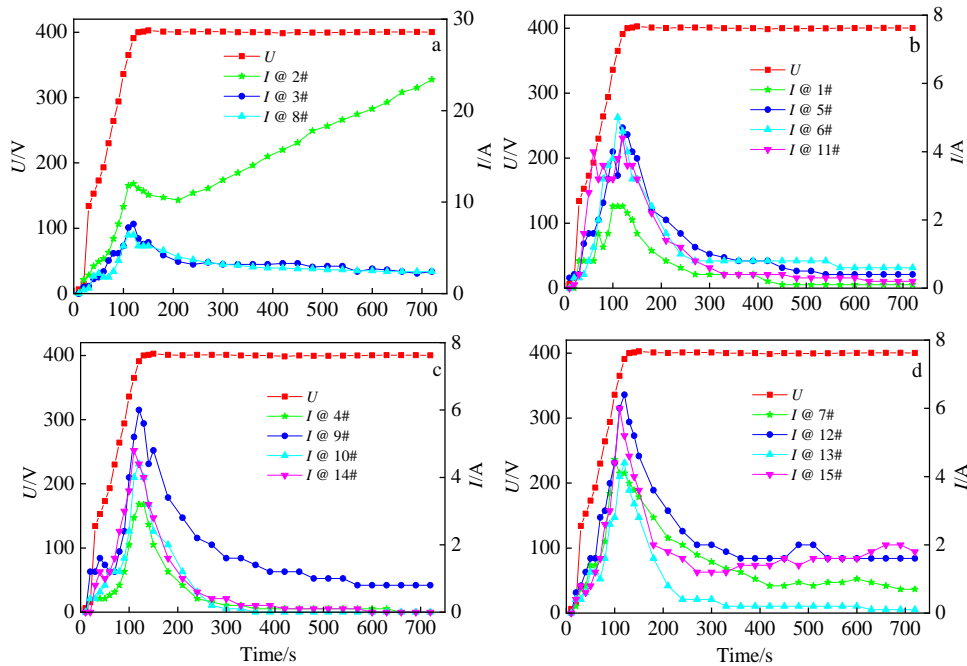 400
300
200
100
0
U/V
30
20
10
0
I/A
a
U
I @ 2#
I @ 3#
I @ 8#
0 100 200 300 400 500 600 700
400
300
200
100
0
U/V
8
6
4
2
0
I/A
b
U
I @ 1#
I @ 5#
I @ 6#
I @ 11#
0 100 200 300 400 500 600 700
400
300
200
100
0
U/V
8
6
4
2
0
I/A
c
U
I @ 4#
I @ 9#
I @ 10#
I @ 14#
0 100 200 300 400 500 600 700
Time/s
400
300
200
100
0
U/V
8
6
4
2
0
I/A
d
U
I @ 7#
I @ 12#
I @ 13#
I @ 15#
0 100 200 300 400 500 600 700
Time/s